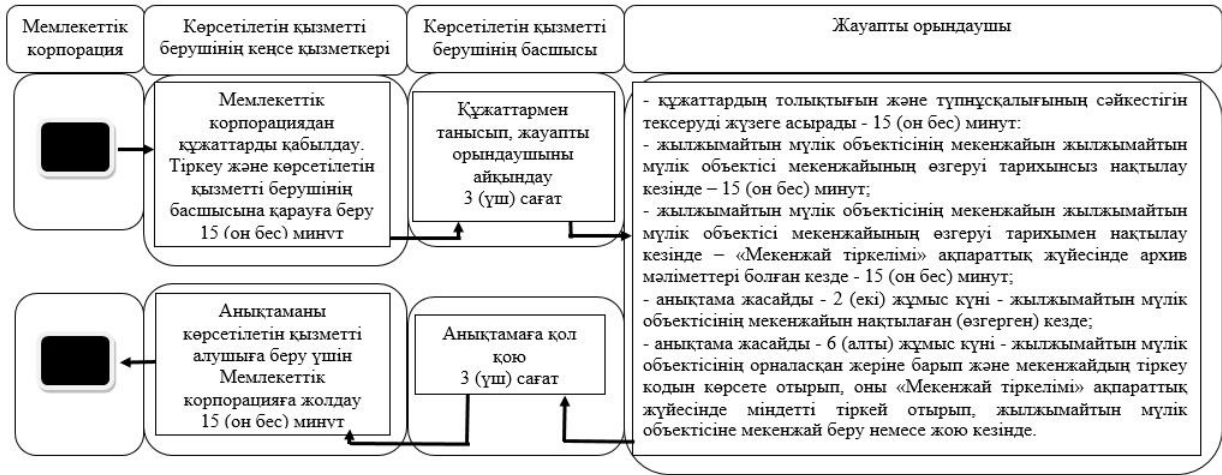 Мемлекеттік
корпорация
Көрсетілетін қызметті
берушінің кеңсе қызметкері
Көрсетілетін қызметті
берушінің басшысы
Жауапты орындаушы
Мемлекеттік
корпорациядан
құжаттарды қабылдау.
Тіркеу және көрсетілетін
қызметті берушінің
басшысына қарауға беру
15 (он бес) минут
Құжаттармен
танысып, жауапты
орындаушыны
айқындау
3 (үш) сағат
- құжаттардың толықтығын және түпнұсқалығының сәйкестігін
тексеруді жүзеге асырады - 15 (он бес) минут:
- жылжымайтын мүлік объектісінің мекенжайын жылжымайтын
мүлік объектісі мекенжайының өзгеруі тарихынсыз нақтылау
кезінде – 15 (он бес) минут;
- жылжымайтын мүлік объектісінің мекенжайын жылжымайтын
мүлік объектісі мекенжайының өзгеруі тарихымен нақтылау
кезінде – «Мекенжай тіркелімі» ақпараттық жүйесінде архив
мәліметтері болған кезде - 15 (он бес) минут;
- анықтама жасайды - 2 (екі) жұмыс күні - жылжымайтын мүлік
объектісінің мекенжайын нақтылаған (өзгерген) кезде;
- анықтама жасайды - 6 (алты) жұмыс күні - жылжымайтын мүлік
объектісінің орналасқан жеріне барып және мекенжайдың тіркеу
кодын көрсете отырып, оны «Мекенжай тіркелімі» ақпараттық
жүйесінде міндетті тіркей отырып, жылжымайтын мүлік
объектісіне мекенжай беру немесе жою кезінде.
Анықтаманы
көрсетілетін қызметті
алушыға беру үшін
Мемлекеттік
корпорацияға жолдау
15 (он бес) минут
Анықтамаға қол
қою
3 (үш) сағат